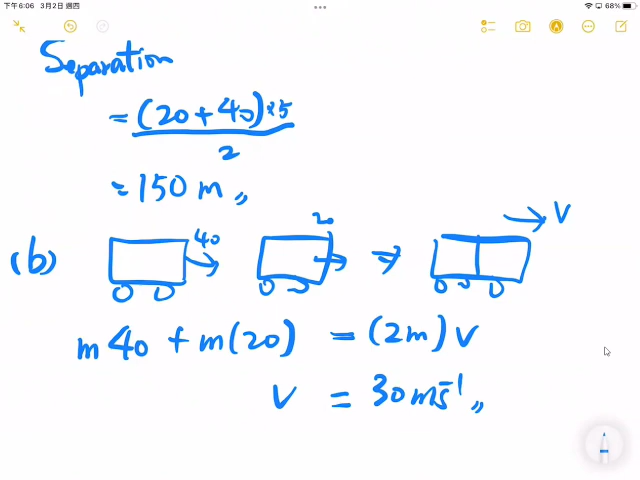 下午6:06 3月2日週四
68%
Separation
= (20 + 40) × 5
2
= 150 m,,
(b) 40 20 ⇒ V
m 40 + m(20) = (2m) V
V = 30 ms⁻¹,,